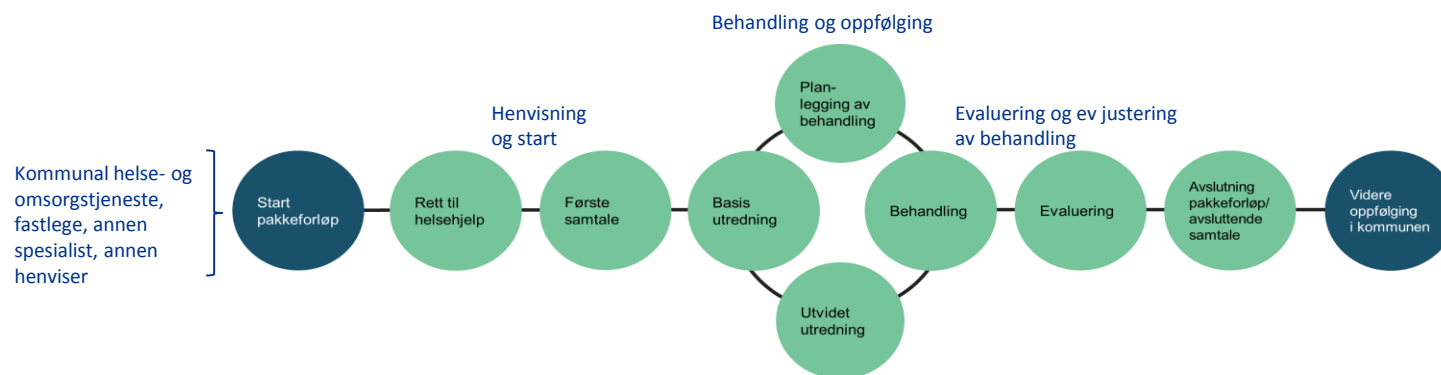 Behandling og oppfølging
Henvisning
og start
Evaluering og ev justering
av behandling
Kommunal helse- og
omsorgstjeneste,
fastlege, annen
spesialist, annen
henviser
Start
pakkeforløp
Rett til
helsehjelp
Første
samtale
Basis
utredning
Plan-
legging av
behandling
Utvidet
utredning
Behandling
Evaluering
Avslutning
pakkeforløp/
avsluttende
samtale
Videre
oppfølging
i kommunen